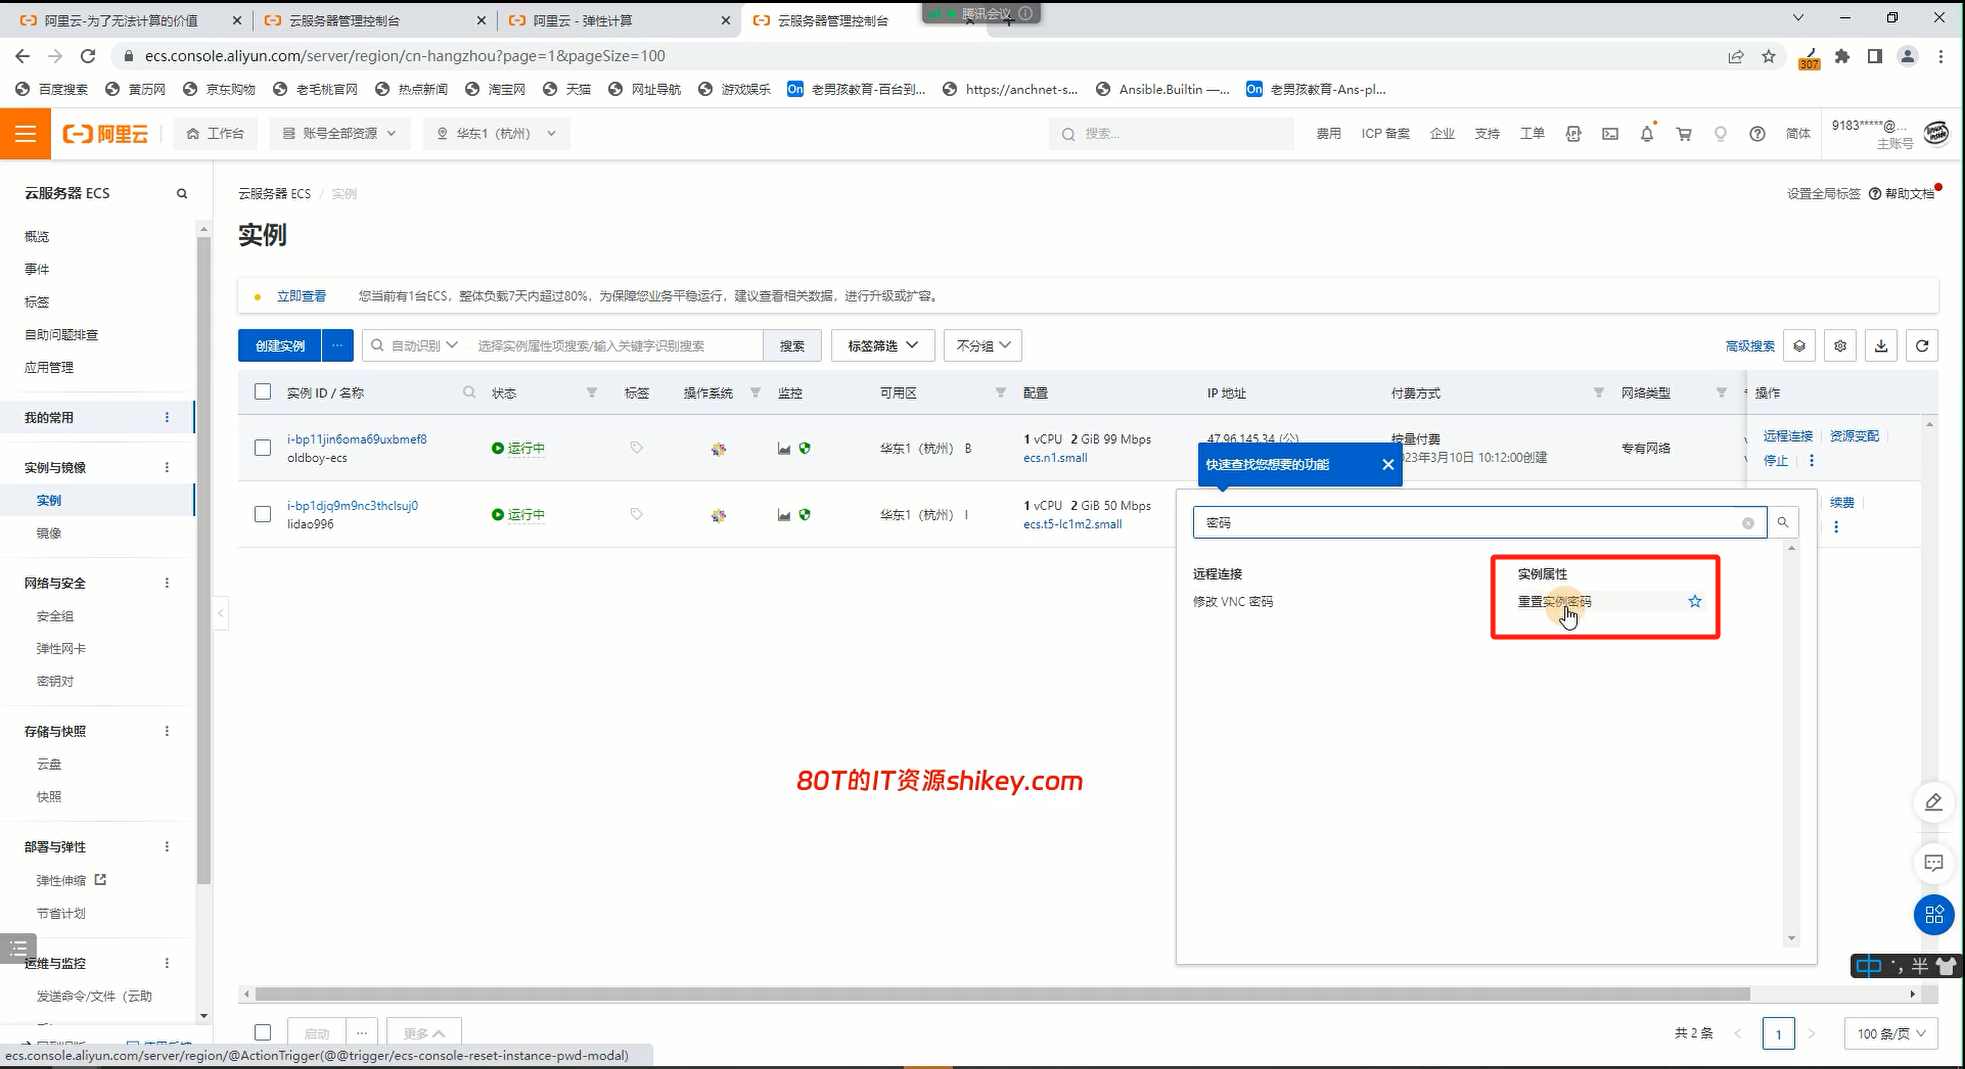 阿里云-为了无法计算的价值
云服务器管理控制台
阿里云 - 弹性计算
云服务器管理控制台
腾讯会议
ecs.console.aliyun.com/server/region/cn-hangzhou?page=1&pageSize=100
307
百度搜索
黄历网
京东购物
老毛桃官网
热点新闻
淘宝网
天猫
网址导航
游戏娱乐
On 老男孩教育-百台到...
https://anchnet-s...
Ansible.Builtin —...
On 老男孩教育-Ans-pl...
阿里云
工作台
账号全部资源
华东1（杭州）
搜索...
费用
ICP 备案
企业
支持
工单
简体
9183*****@...
主账号
云服务器 ECS
概览
事件
标签
自助问题排查
应用管理
我的常用
实例与镜像
实例
镜像
网络与安全
安全组
弹性网卡
密钥对
存储与快照
云盘
快照
部署与弹性
弹性伸缩
节省计划
运维与监控
发送命令/文件（云助
云服务器 ECS / 实例
设置全局标签
帮助文档
实例
立即查看
您当前有1台ECS，整体负载7天内超过80%，为保障您业务平稳运行，建议查看相关数据，进行升级或扩容。
创建实例
...
自动识别
选择实例属性项搜索/输入关键字识别搜索
搜索
标签筛选
不分组
高级搜索
实例 ID / 名称
状态
标签
操作系统
监控
可用区
配置
IP 地址
付费方式
网络类型
操作
i-bp11jin6oma69uxbmef8
oldboy-ecs
运行中
华东1（杭州） B
1 vCPU 2 GiB 99 Mbps
ecs.n1.small
47.96.145.34 (公)
按量付费
23年3月10日 10:12:00创建
专有网络
远程连接
资源变配
停止
i-bp1djq9m9nc3thclsuj0
lidao996
运行中
华东1（杭州） I
1 vCPU 2 GiB 50 Mbps
ecs.t5-lc1m2.small
续费
快速查找您想要的功能
密码
远程连接
修改 VNC 密码
实例属性
重置实例密码
80T的IT资源shikey.com
中
半
启动
...
更多
共 2 条
1
100 条/页
ecs.console.aliyun.com/server/region/@ActionTrigger(@@trigger/ecs-console-reset-instance-pwd-modal)